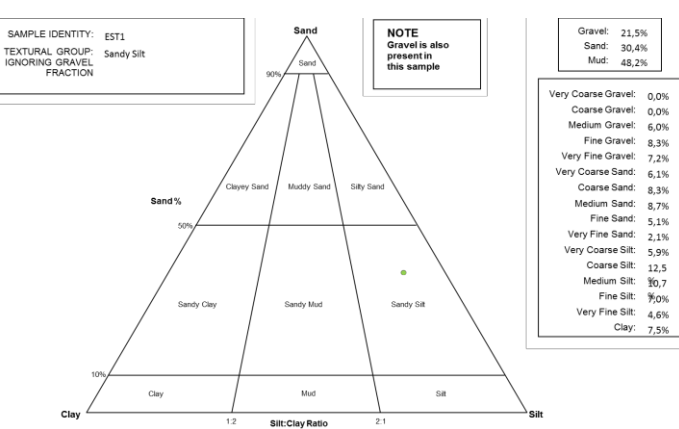 SAMPLE IDENTITY: EST1
TEXTURAL GROUP: Sandy Silt
IGNORING GRAVEL
FRACTION
Sand
Sand
90%
NOTE
Gravel is also
present in
this sample
Gravel: 21,5%
Sand: 30,4%
Mud: 48,2%
Very Coarse Gravel: 0,0%
Coarse Gravel: 0,0%
Medium Gravel: 6,0%
Fine Gravel: 8,3%
Very Fine Gravel: 7,2%
Very Coarse Sand: 6,1%
Coarse Sand: 8,3%
Medium Sand: 8,7%
Fine Sand: 5,1%
Very Fine Sand: 2,1%
Very Coarse Silt: 5,9%
Coarse Silt: 12,5
%
Medium Silt: 10,7
%
Fine Silt: 7,0%
Very Fine Silt: 4,6%
Clay: 7,5%
Clayey Sand Muddy Sand Silty Sand
Sand %
50%
Sandy Clay Sandy Mud Sandy Silt
10%
Clay Mud Silt
Clay 1:2 Silt:Clay Ratio 2:1 Silt